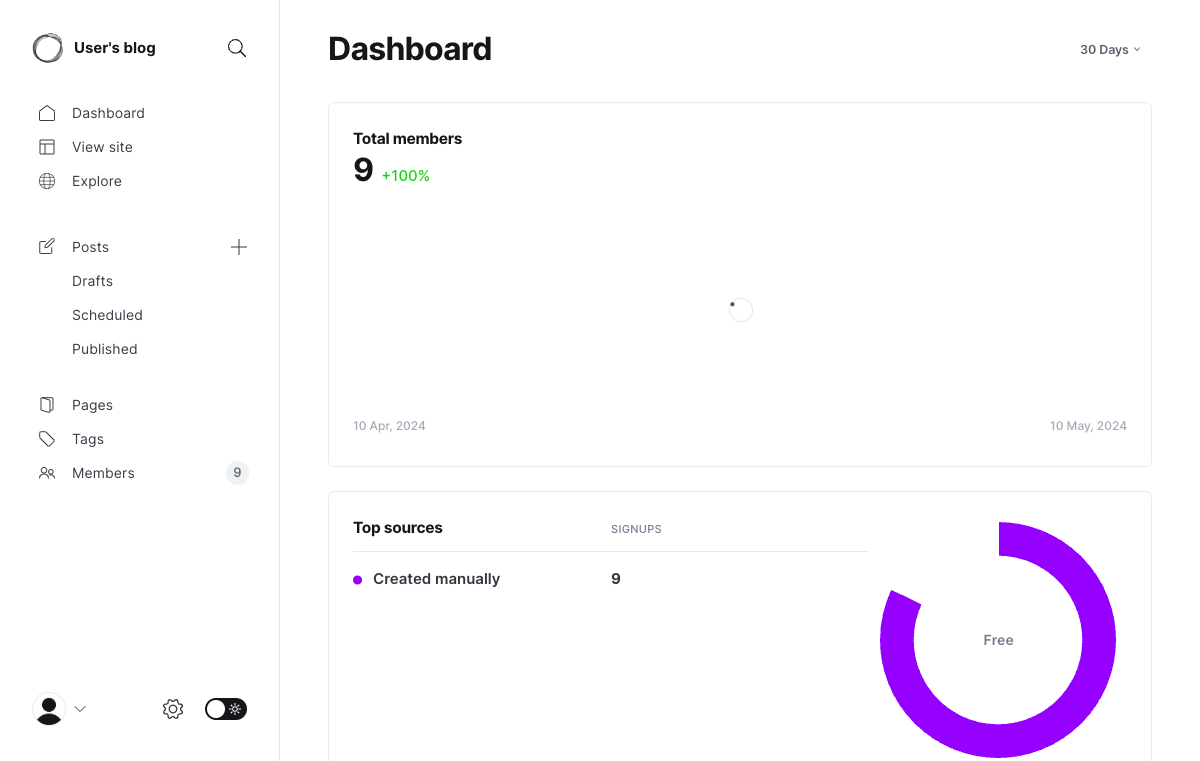 User's blog
Dashboard
View site
Explore
Posts
Drafts
Scheduled
Published
Pages
Tags
Members 9
Dashboard
30 Days
Total members
9 +100%
10 Apr, 2024 10 May, 2024
Top sources SIGNUPS
Created manually 9
Free